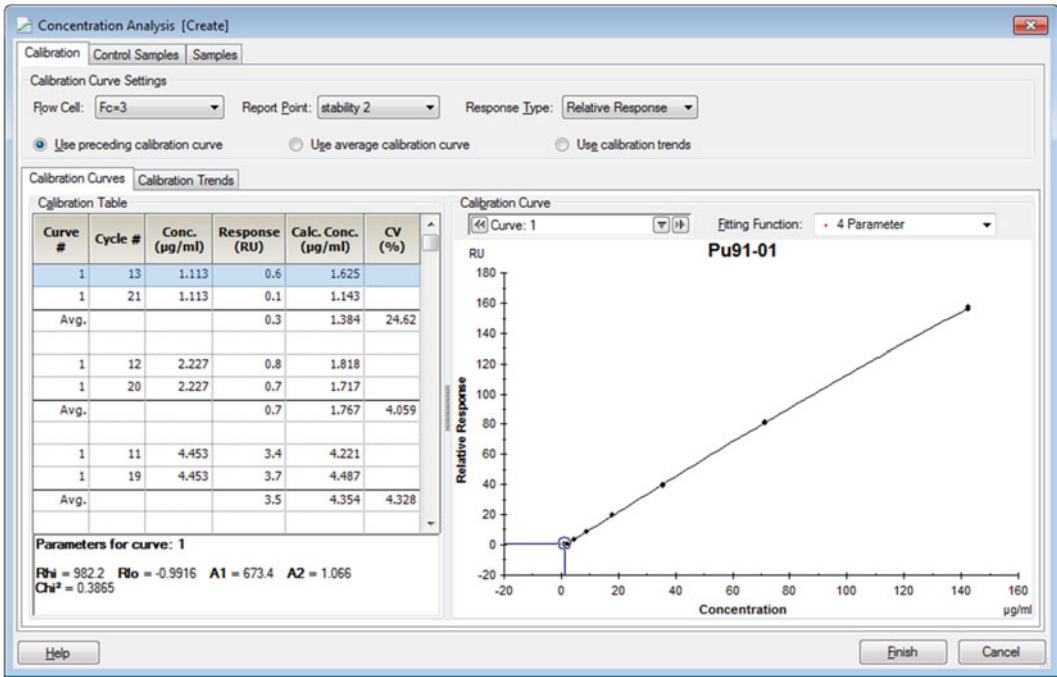 Concentration Analysis [Create]
Calibration Control Samples Samples
Calibration Curve Settings
Flow Cell: Fc=3 Report Point: stability 2 Response Type: Relative Response
Use preceding calibration curve Use average calibration curve Use calibration trends
Calibration Curves Calibration Trends
Calibration Table
Curve # Cycle # Conc. (µg/ml) Response (RU) Calc. Conc. (µg/ml) CV (%)
1 13 1.113 0.6 1.625
1 21 1.113 0.1 1.143
Avg. 0.3 1.384 24.62
1 12 2.227 0.8 1.818
1 20 2.227 0.7 1.717
Avg. 0.7 1.767 4.059
1 11 4.453 3.4 4.221
1 19 4.453 3.7 4.487
Avg. 3.5 4.354 4.328
Parameters for curve: 1
Rhi = 982.2 Rlo = -0.9916 A1 = 673.4 A2 = 1.066
Chi² = 0.3865
Calibration Curve
Curve: 1 Fitting Function: 4 Parameter
Pu91-01
RU
180
160
140
120
100
80
60
40
20
0
-20
Relative Response
-20 0 20 40 60 80 100 120 140 160
Concentration µg/ml
Help Finish Cancel